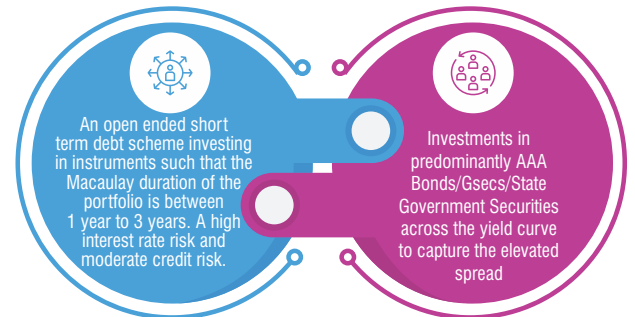 An open ended short
term debt scheme investing
in instruments such that the
Macaulay duration of the
portfolio is between
1 year to 3 years. A high
interest rate risk and
moderate credit risk.
Investments in
predominantly AAA
Bonds/Gsecs/State
Government Securities
across the yield curve
to capture the elevated
spread